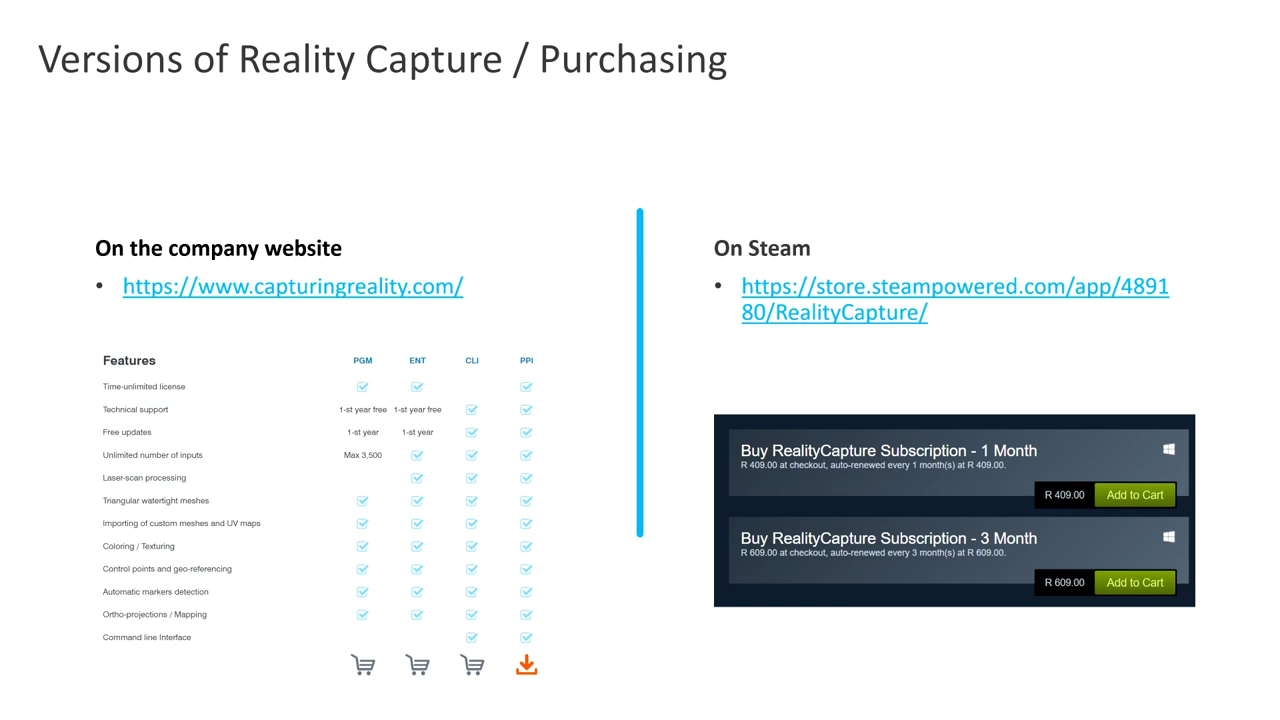 Versions of Reality Capture / Purchasing
On the company website
• https://www.capturingreality.com/
Features PGM ENT CLI PPI
Time-unlimited license
Technical support 1-st year free 1-st year free
Free updates 1-st year 1-st year
Unlimited number of inputs Max 3,500
Laser-scan processing
Triangular watertight meshes
Importing of custom meshes and UV maps
Coloring / Texturing
Control points and geo-referencing
Automatic markers detection
Ortho-projections / Mapping
Command line Interface
On Steam
• https://store.steampowered.com/app/4891
80/RealityCapture/
Buy RealityCapture Subscription - 1 Month
R 409.00 at checkout, auto-renewed every 1 month(s) at R 409.00.
R 409.00 Add to Cart
Buy RealityCapture Subscription - 3 Month
R 609.00 at checkout, auto-renewed every 3 month(s) at R 609.00.
R 609.00 Add to Cart